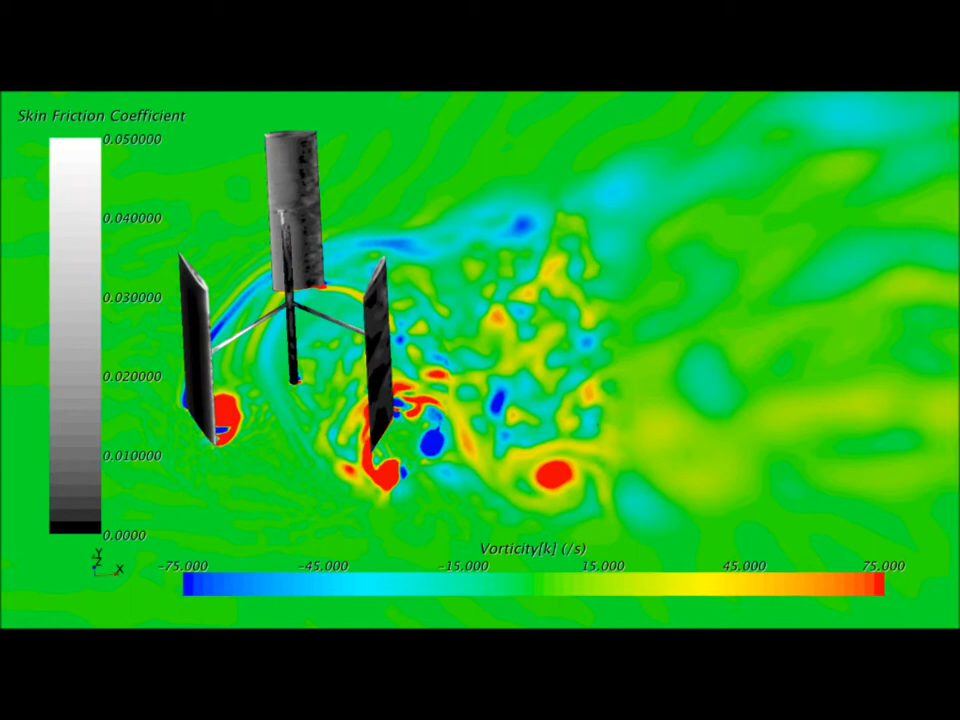 Skin Friction Coefficient
0.050000
0.040000
0.030000
0.020000
0.010000
0.0000
Y
Z
X
Vorticity[k] (/s)
-75.000 -45.000 -15.000 15.000 45.000 75.000